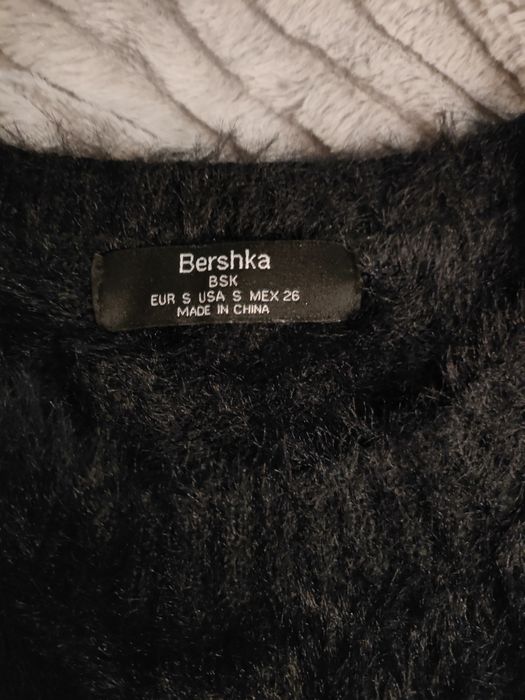 Bershka
BSK
EUR S USA S MEX 26
MADE IN CHINA